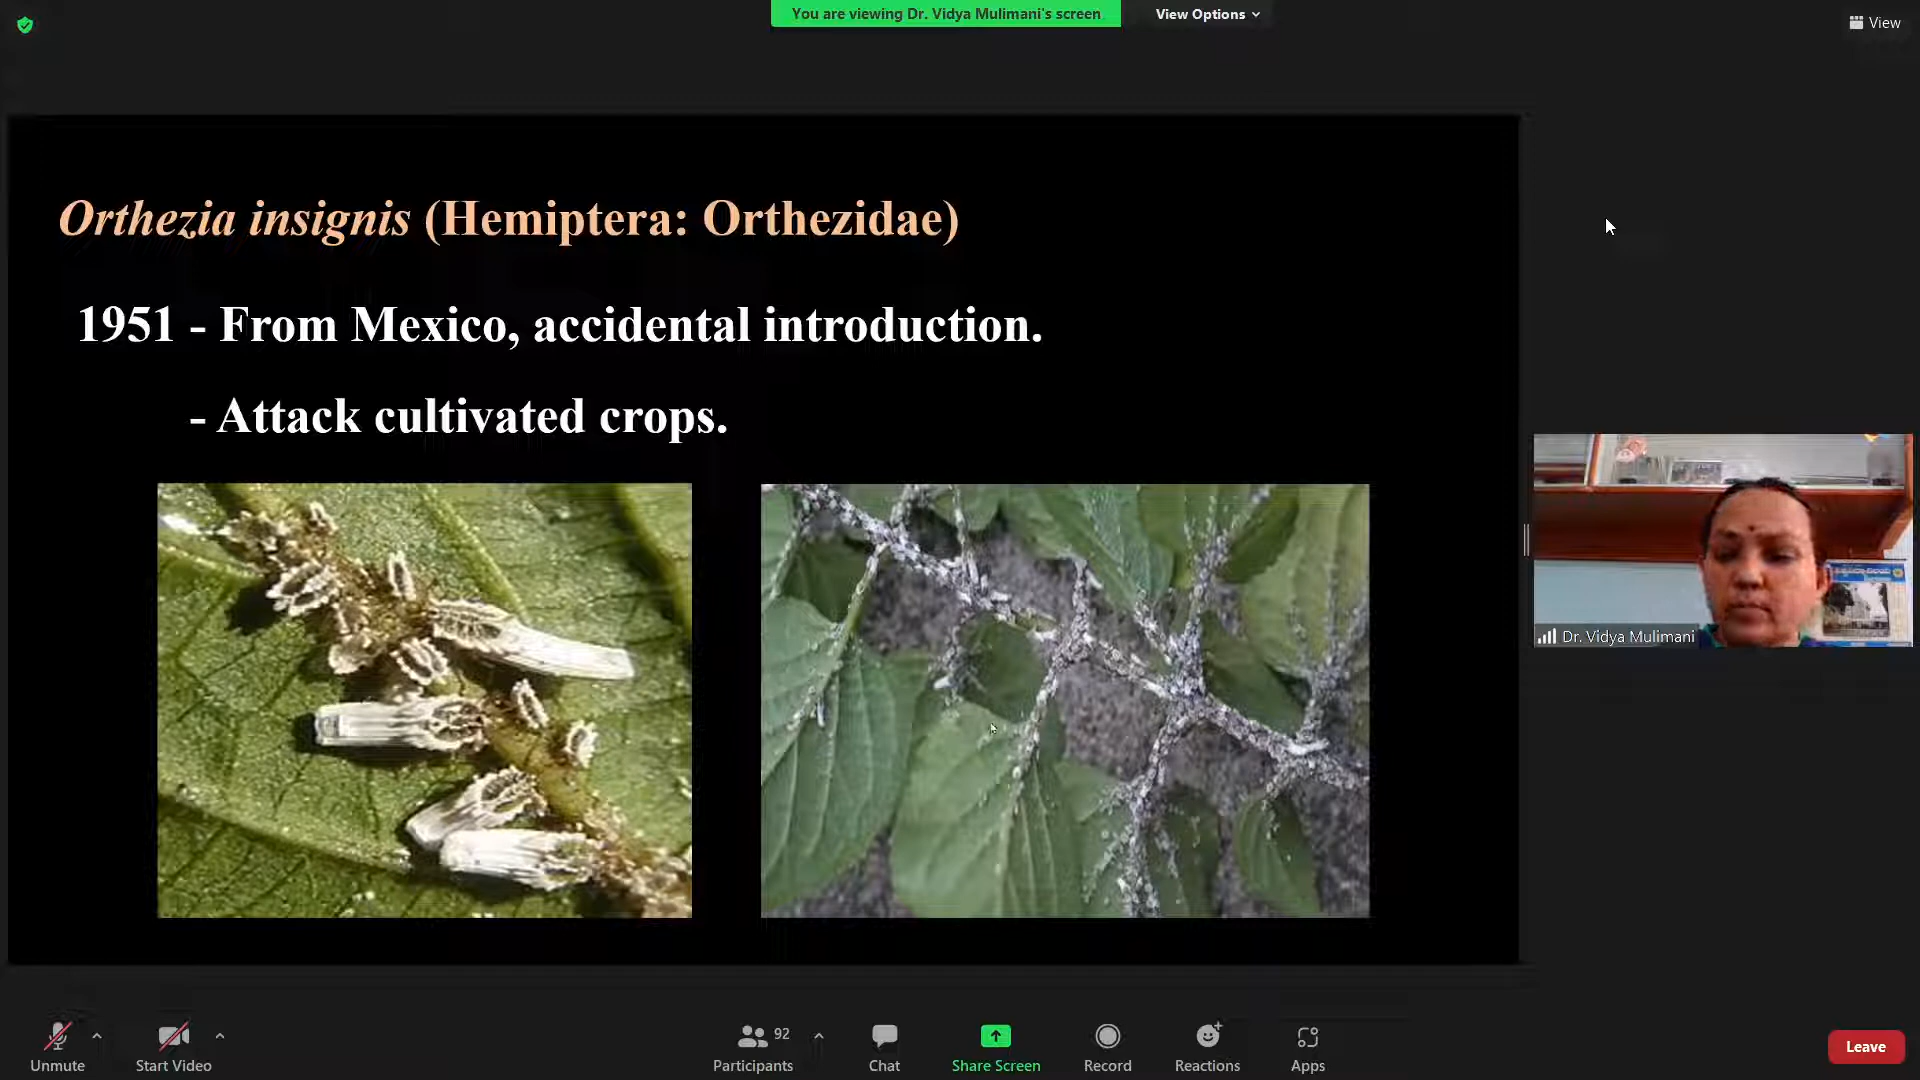 You are viewing Dr. Vidya Mulimani's screen
View Options
View
Orthezia insignis (Hemiptera: Orthezidae)
1951 - From Mexico, accidental introduction.
- Attack cultivated crops.
Dr. Vidya Mulimani
Unmute
Start Video
92
Participants
Chat
Share Screen
Record
Reactions
Apps
Leave